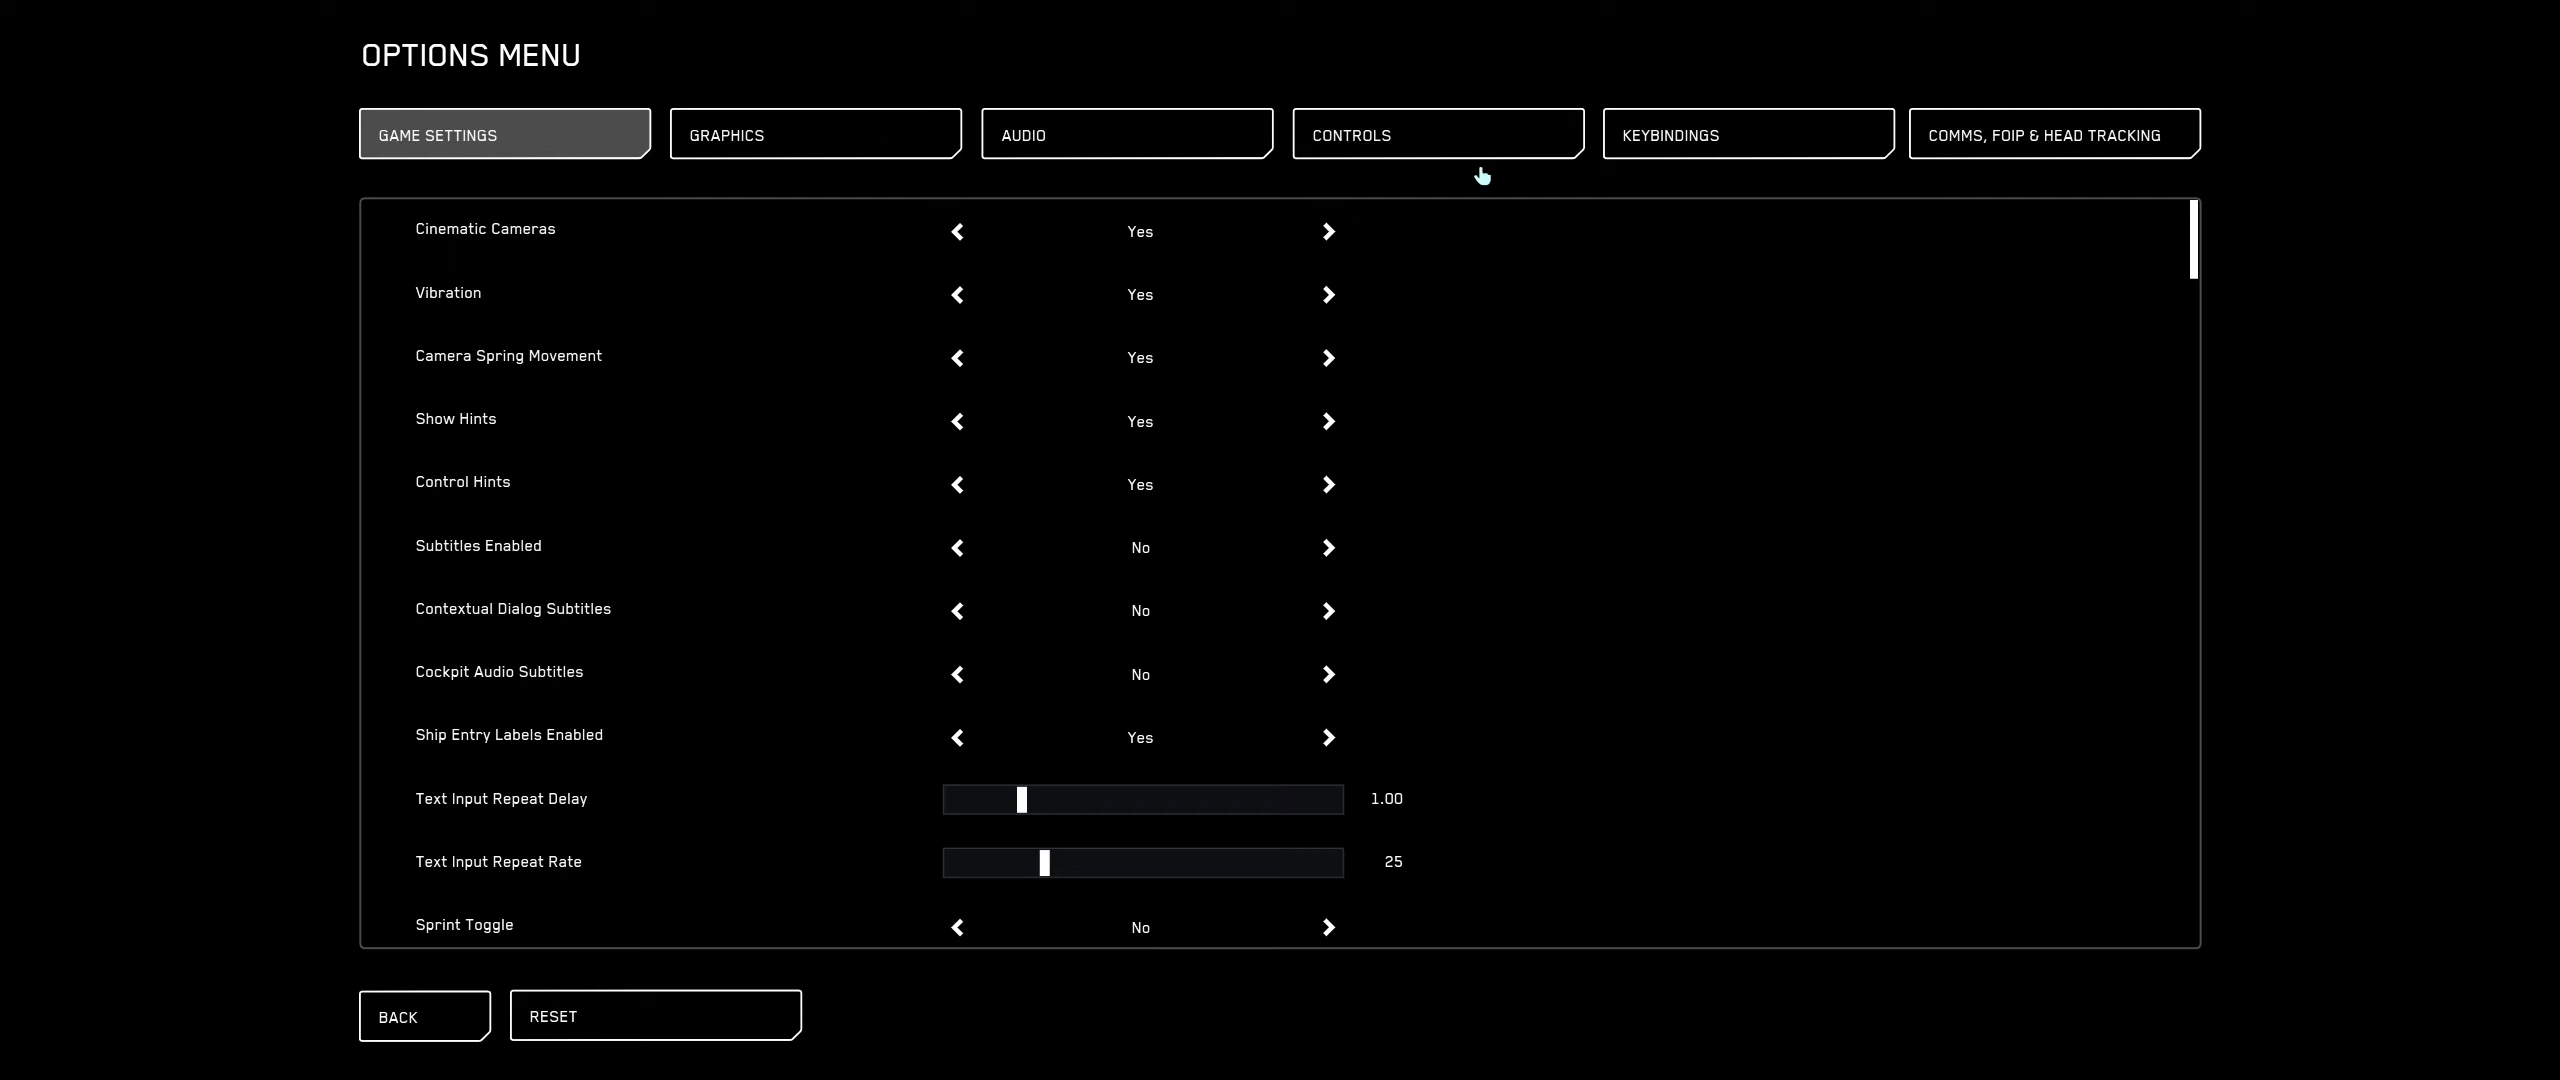 OPTIONS MENU
GAME SETTINGS
GRAPHICS
AUDIO
CONTROLS
KEYBINDINGS
COMMS, FOIP & HEAD TRACKING
Cinematic Cameras Yes
Vibration Yes
Camera Spring Movement Yes
Show Hints Yes
Control Hints Yes
Subtitles Enabled No
Contextual Dialog Subtitles No
Cockpit Audio Subtitles No
Ship Entry Labels Enabled Yes
Text Input Repeat Delay 1.00
Text Input Repeat Rate 25
Sprint Toggle No
BACK
RESET